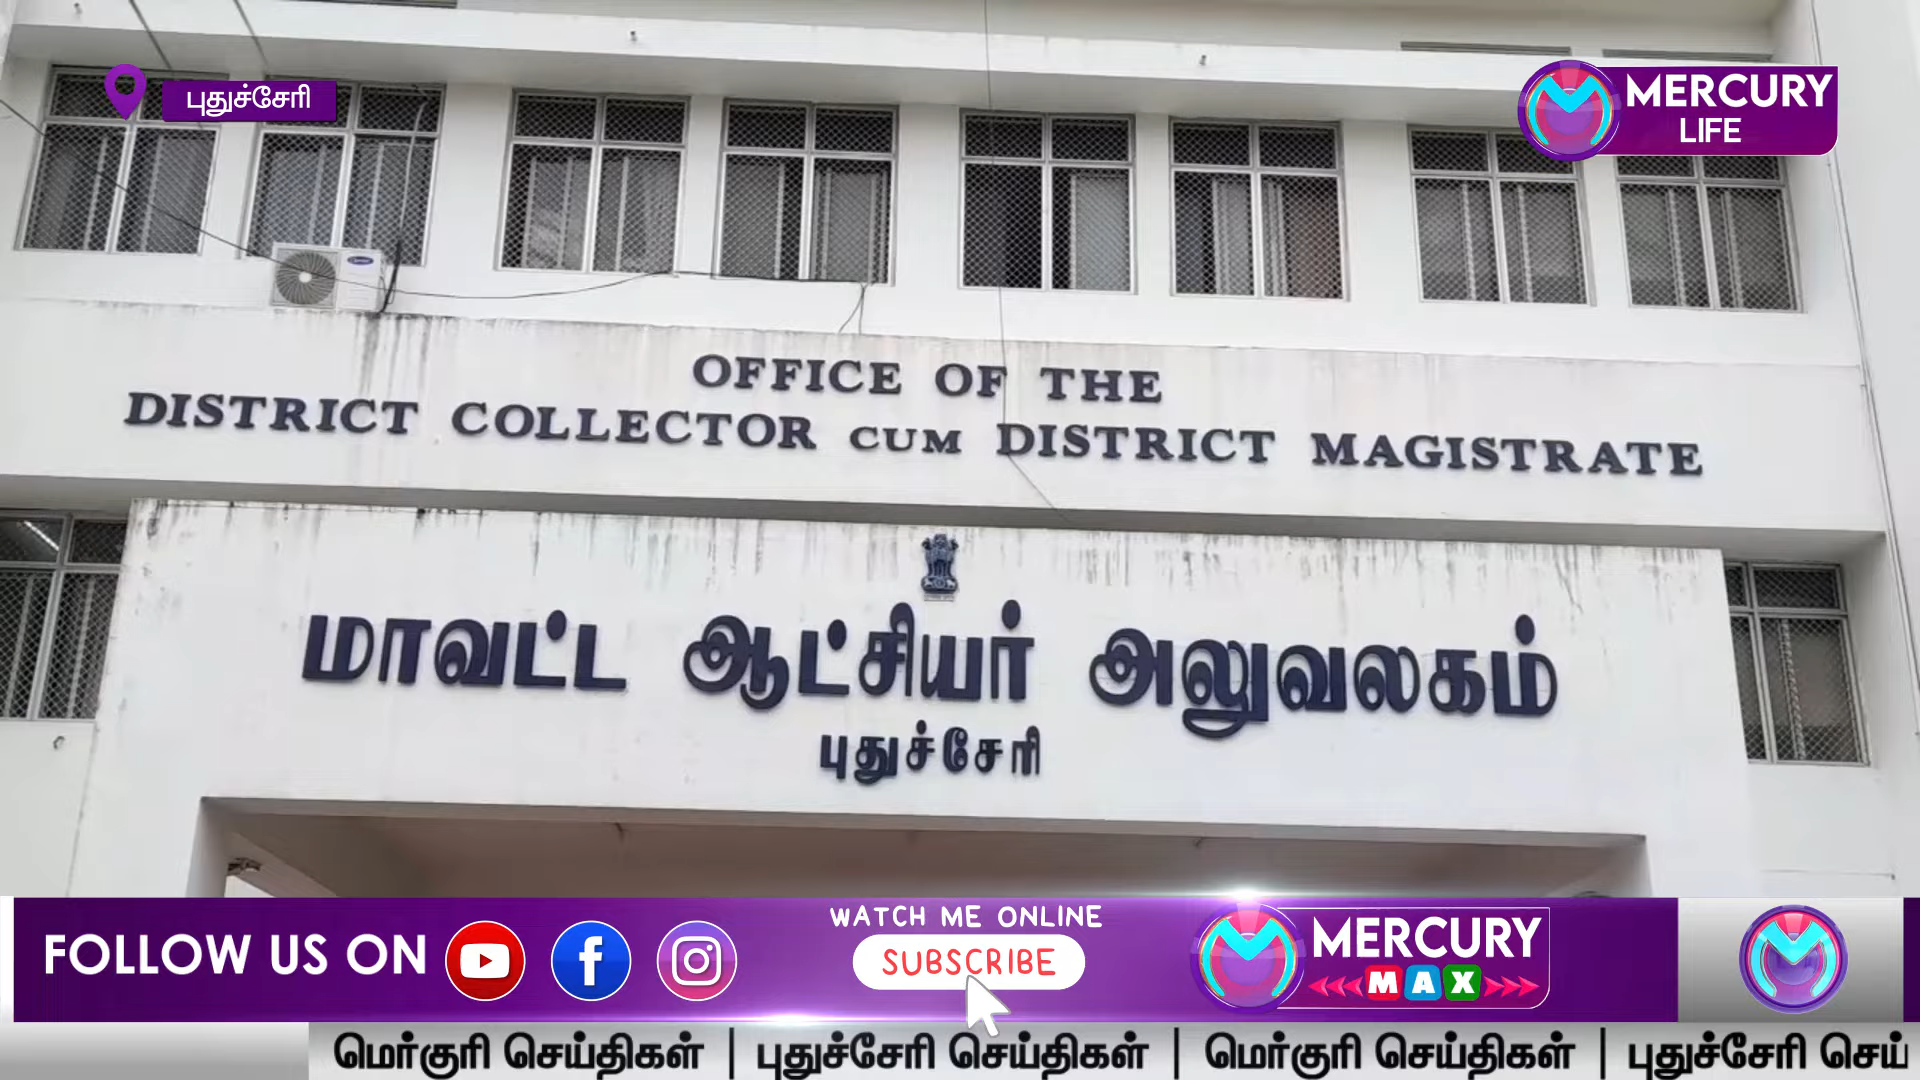 புதுச்சேரி
MERCURY
LIFE
OFFICE OF THE
DISTRICT COLLECTOR CUM DISTRICT MAGISTRATE
மாவட்ட ஆட்சியர் அலுவலகம்
புதுச்சேரி
FOLLOW US ON
WATCH ME ONLINE
SUBSCRIBE
MERCURY
MAX
மெர்குரி செய்திகள் | புதுச்சேரி செய்திகள் | மெர்குரி செய்திகள் | புதுச்சேரி செய்